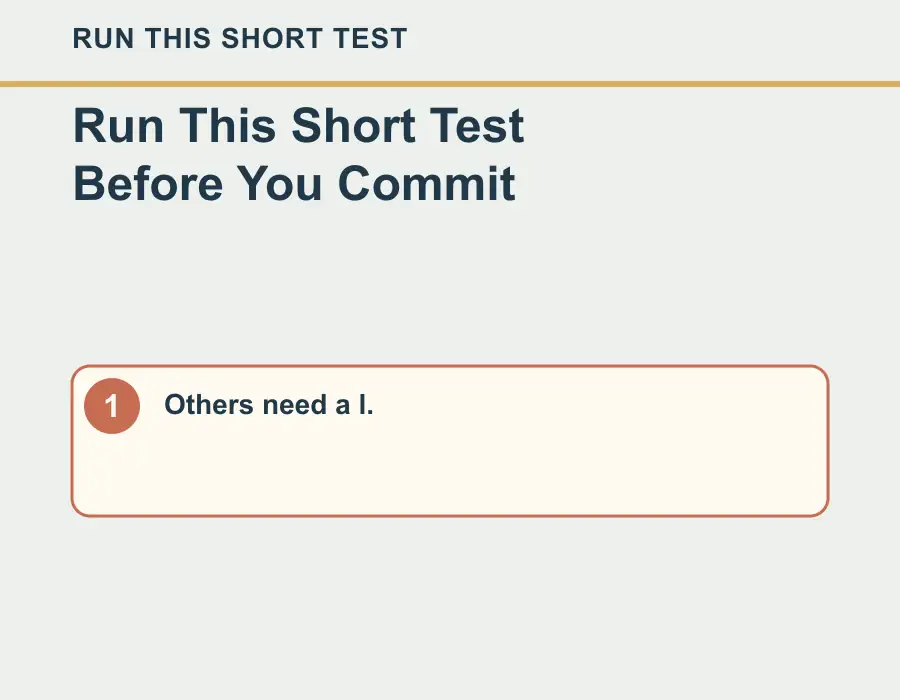 RUN THIS SHORT TEST
Run This Short Test
Before You Commit
1
Others need a l.